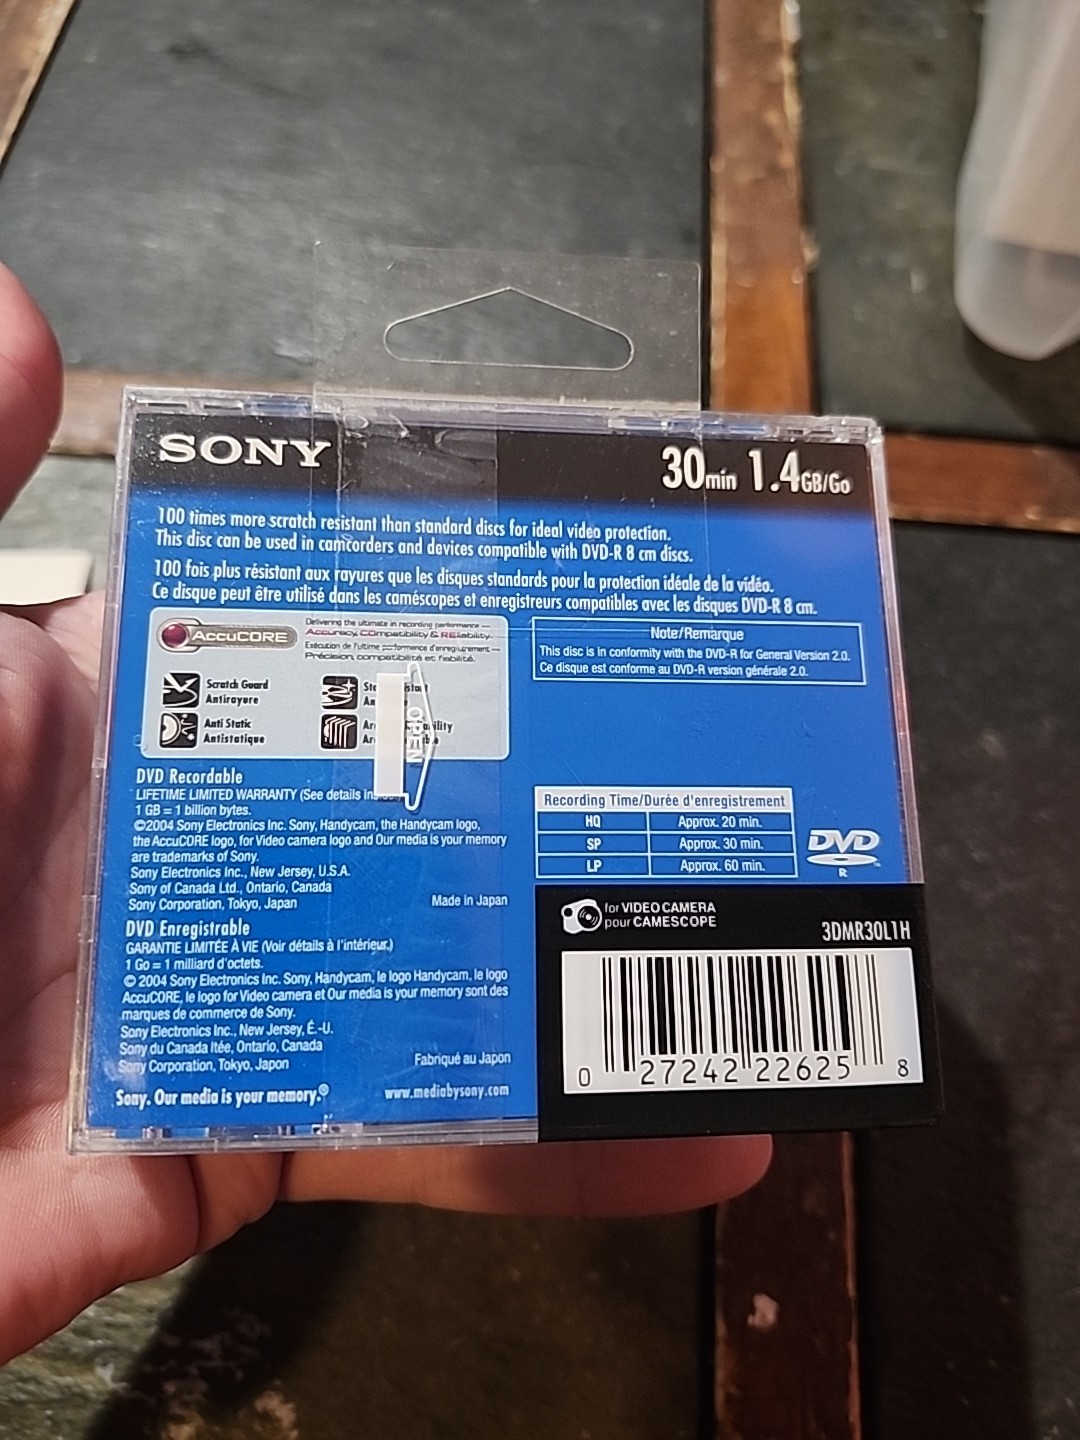 SONY
30min 1.4GB/Go
100 times more scratch resistant than standard discs for ideal video protection.
This disc can be used in camcorders and devices compatible with DVD-R 8 cm discs.
100 fois plus résistant aux rayures que les disques standards pour la protection idéale de la vidéo.
Ce disque peut être utilisé dans les caméscopes et enregistreurs compatibles avec les disques DVD-R 8 cm.
AccuCORE
Delivering the ultimate in recording performance —
Accuracy, COmpatibility & REliability.
Exécution de l'ultime performance d'enregistrement —
Précision, compatibilité et fiabilité.
Scratch Guard
Antirayure
Anti Static
Antistatique
OPEN
Note/Remarque
This disc is in conformity with the DVD-R for General Version 2.0.
Ce disque est conforme au DVD-R version générale 2.0.
DVD Recordable
LIFETIME LIMITED WARRANTY (See details
1 GB = 1 billion bytes.
©2004 Sony Electronics Inc. Sony, Handycam, the Handycam logo,
the AccuCORE logo, for Video camera logo and Our media is your memory
are trademarks of Sony.
Sony Electronics Inc., New Jersey, U.S.A.
Sony of Canada Ltd., Ontario, Canada
Sony Corporation, Tokyo, Japan
Made in Japan
DVD Enregistrable
GARANTIE LIMITÉE À VIE (Voir détails à l'intérieur.)
1 Go = 1 milliard d'octets.
© 2004 Sony Electronics Inc. Sony, Handycam, le logo Handycam, le logo
AccuCORE, le logo for Video camera et Our media is your memory sont des
marques de commerce de Sony.
Sony Electronics Inc., New Jersey, É.-U.
Sony du Canada ltée, Ontario, Canada
Sony Corporation, Tokyo, Japon
Fabriqué au Japon
Sony. Our media is your memory.®
www.mediabysony.com
Recording Time/Durée d'enregistrement
HQ Approx. 20 min.
SP Approx. 30 min.
LP Approx. 60 min.
DVD
R
for VIDEO CAMERA
pour CAMESCOPE
3DMR30L1H
0 27242 22625 8